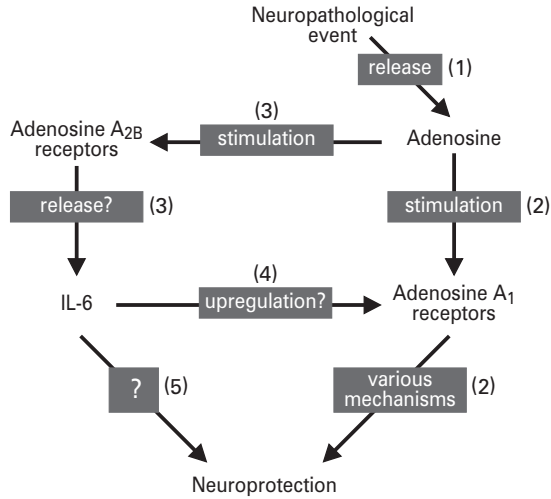 Neuropathological
event
release (1)
(3)
Adenosine A2B
receptors
stimulation
Adenosine
release? (3)
stimulation (2)
(4)
IL-6
upregulation?
Adenosine A1
receptors
? (5)
various
mechanisms (2)
Neuroprotection